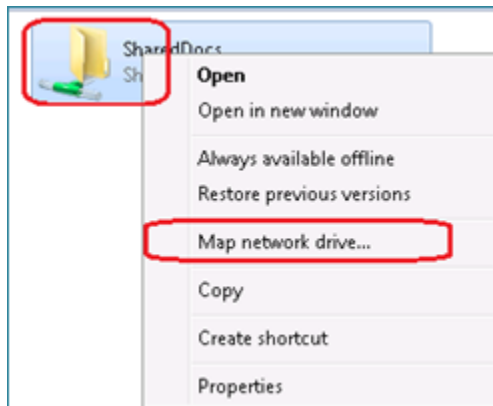 SharedDocs
Sh
Open
Open in new window
Always available offline
Restore previous versions
Map network drive...
Copy
Create shortcut
Properties